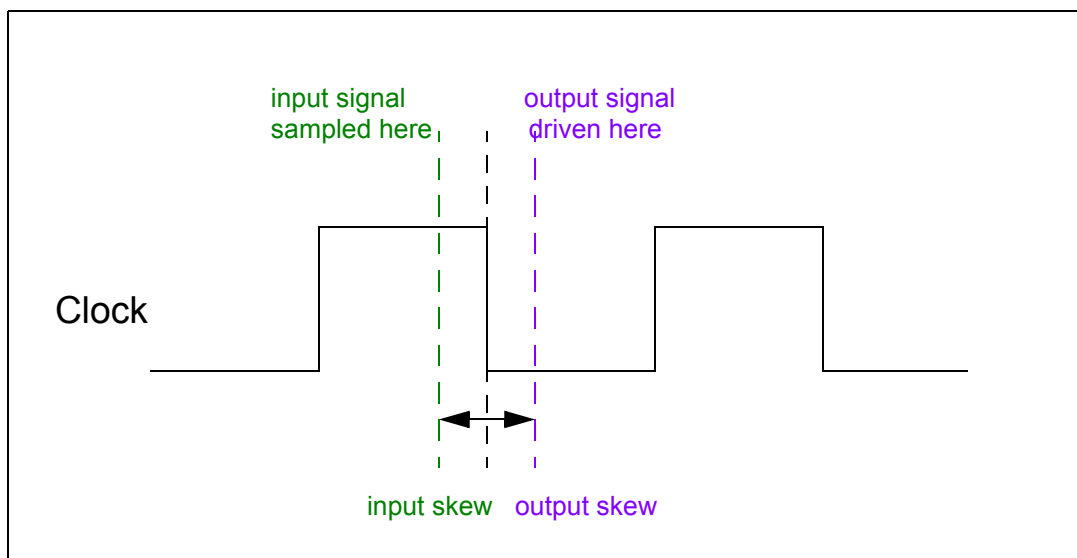 input signal
sampled here
output signal
driven here
Clock
input skew
output skew